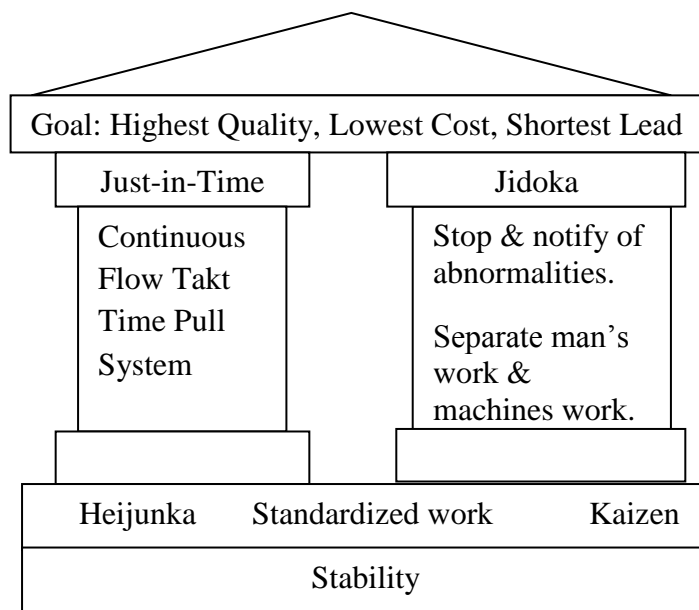 Goal: Highest Quality, Lowest Cost, Shortest Lead
Just-in-Time
Continuous
Flow Takt
Time Pull
System
Jidoka
Stop & notify of
abnormalities.
Separate man’s
work &
machines work.
Heijunka Standardized work Kaizen
Stability